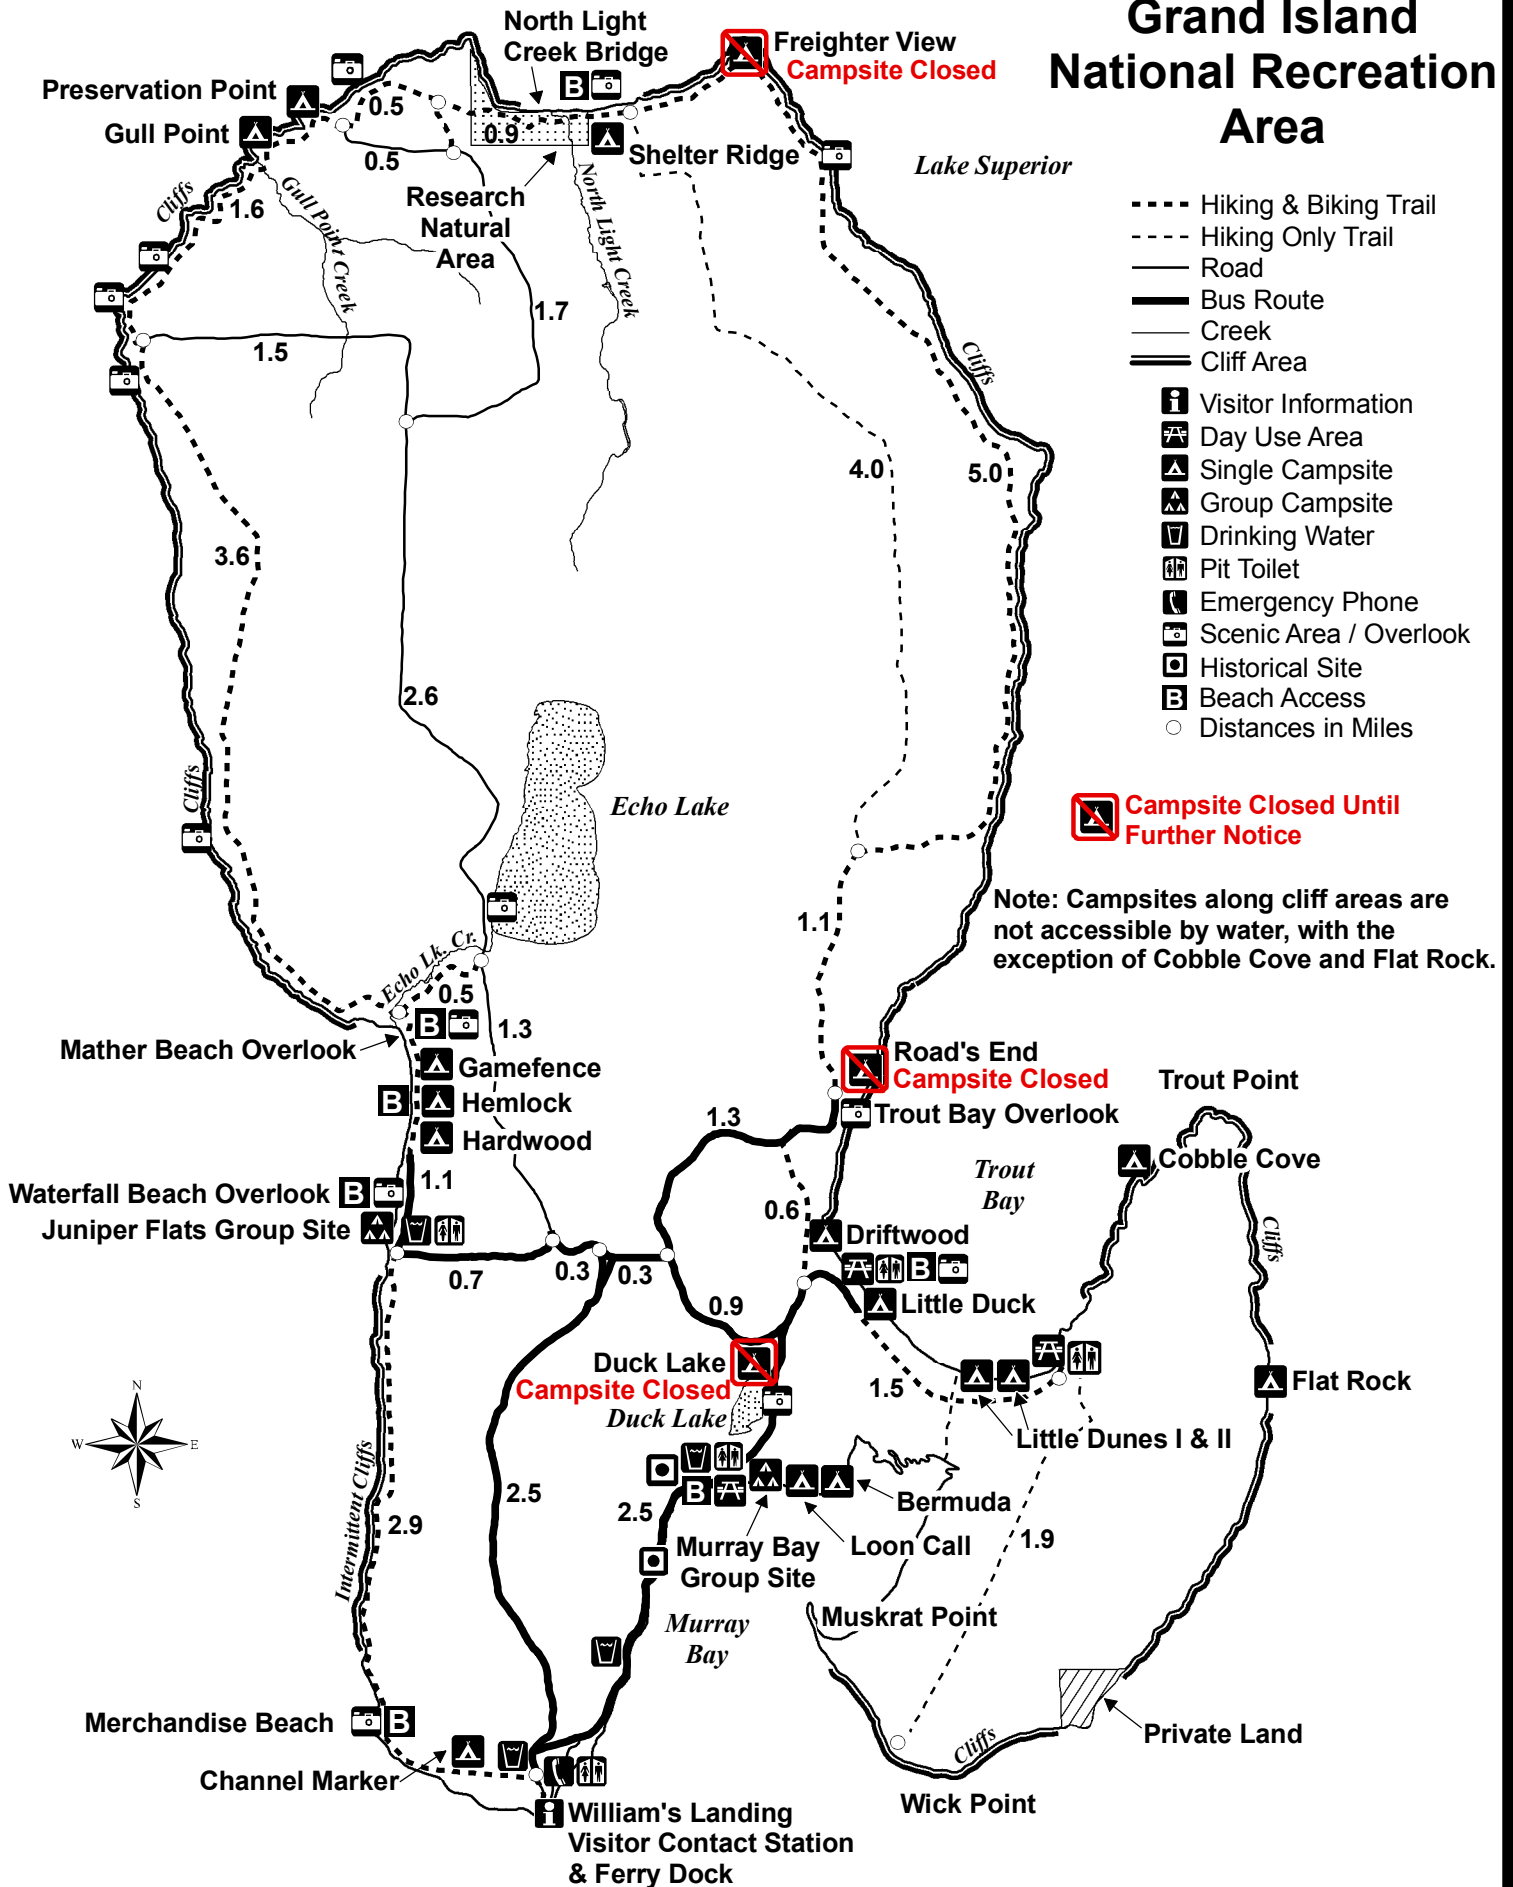 Grand Island
National Recreation
Area
North Light
Creek Bridge
Freighter View
Campsite Closed
Preservation Point
Gull Point
B
0.5
0.9
0.5
Shelter Ridge
Lake Superior
Research
Natural
Area
Cliffs
1.6
Gull Point Creek
North Light Creek
1.7
1.5
Cliffs
Hiking & Biking Trail
Hiking Only Trail
Road
Bus Route
Creek
Cliff Area
i Visitor Information
Day Use Area
Single Campsite
Group Campsite
Drinking Water
Pit Toilet
Emergency Phone
Scenic Area / Overlook
Historical Site
B Beach Access
Distances in Miles
4.0
5.0
3.6
2.6
Cliffs
Echo Lake
Campsite Closed Until
Further Notice
Note: Campsites along cliff areas are
not accessible by water, with the
exception of Cobble Cove and Flat Rock.
1.1
Echo Lk. Cr.
0.5
1.3
B
Mather Beach Overlook
Gamefence
B
Hemlock
Hardwood
Road's End
Campsite Closed
Trout Bay Overlook
Trout Point
1.3
Cobble Cove
Trout
Bay
1.1
Waterfall Beach Overlook B
Juniper Flats Group Site
0.6
Driftwood
B
Little Duck
Cliffs
0.7
0.3
0.3
0.9
Duck Lake
Campsite Closed
Duck Lake
1.5
Flat Rock
Little Dunes I & II
N
W
E
S
Intermittent Cliffs
2.9
2.5
B
2.5
Bermuda
Loon Call
Murray Bay
Group Site
1.9
Muskrat Point
Murray
Bay
Merchandise Beach
B
Private Land
Cliffs
Channel Marker
Wick Point
i
William's Landing
Visitor Contact Station
& Ferry Dock